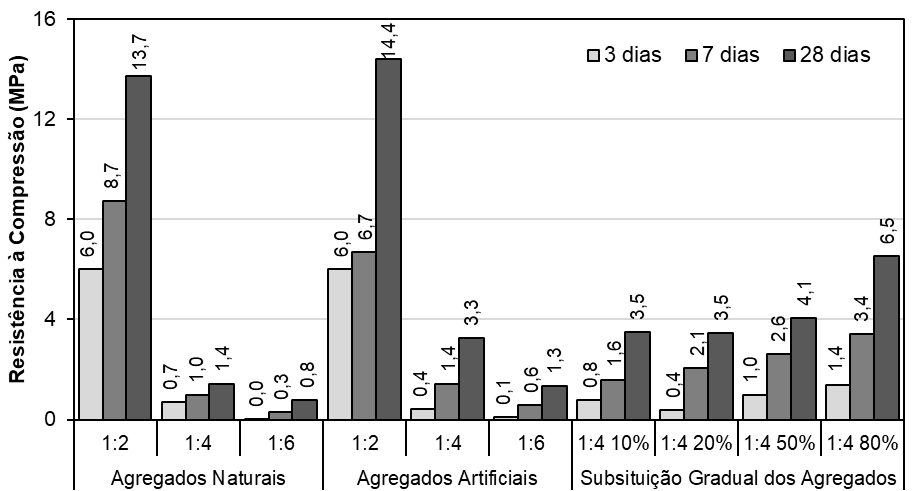 Resistência à Compressão (MPa)
16
12
8
4
0
3 dias 7 dias 28 dias
6,0 8,7 13,7
0,7 1,0 1,4
0,0 0,3 0,8
6,0 6,7 14,4
0,4 1,4 3,3
0,1 0,6 1,3
0,8 1,6 3,5
0,4 2,1 3,5
1,0 2,6 4,1
1,4 3,4 6,5
1:2 1:4 1:6 1:2 1:4 1:6 1:4 10% 1:4 20% 1:4 50% 1:4 80%
Agregados Naturais Agregados Artificiais Subsituição Gradual dos Agregados